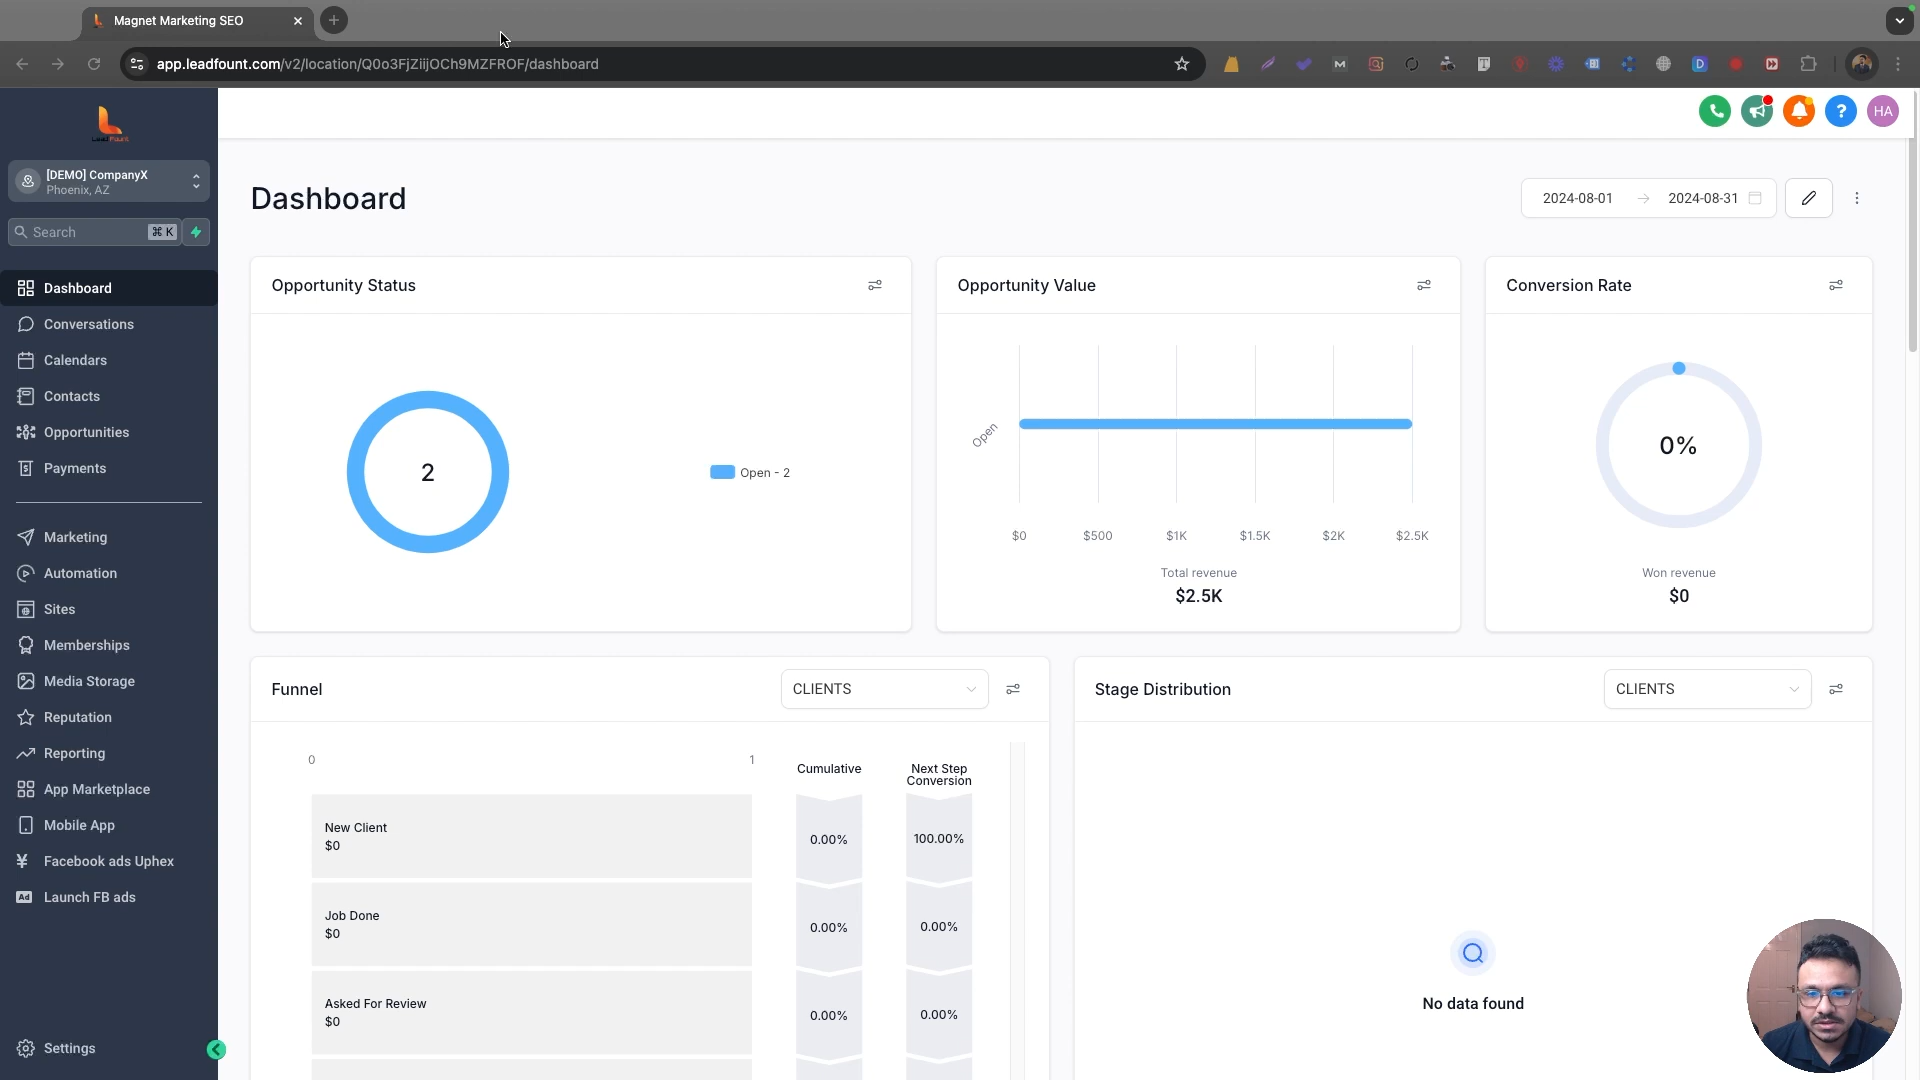 Magnet Marketing SEO
app.leadfount.com/v2/location/Q0o3FjZiijOCh9MZFROF/dashboard
HA
[DEMO] CompanyX
Phoenix, AZ
Search
⌘ K
Dashboard
Conversations
Calendars
Contacts
Opportunities
Payments
Marketing
Automation
Sites
Memberships
Media Storage
Reputation
Reporting
App Marketplace
Mobile App
Facebook ads Uphex
Launch FB ads
Settings
Dashboard
2024-08-01 → 2024-08-31
Opportunity Status
2
Open - 2
Opportunity Value
Open
$0 $500 $1K $1.5K $2K $2.5K
Total revenue
$2.5K
Conversion Rate
0%
Won revenue
$0
Funnel
CLIENTS
0 1
Cumulative
Next Step
Conversion
New Client
$0
0.00% 100.00%
Job Done
$0
0.00% 0.00%
Asked For Review
$0
0.00% 0.00%
Stage Distribution
CLIENTS
No data found